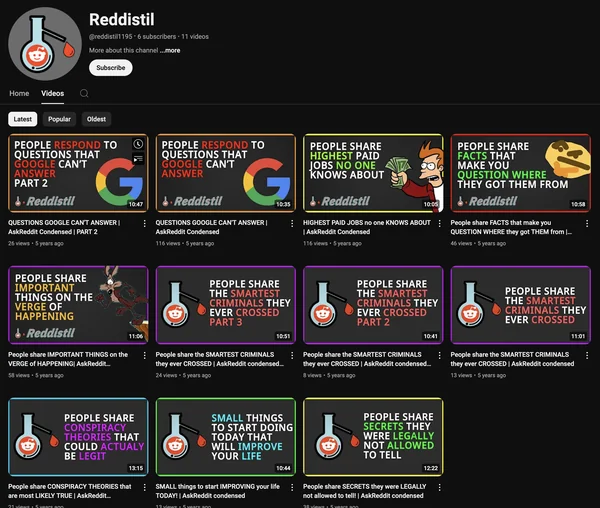 Reddistil
@reddistil1195 · 6 subscribers · 11 videos
More about this channel ...more
Subscribe
Home Videos
Latest Popular Oldest
PEOPLE RESPOND TO
QUESTIONS THAT
GOOGLE CAN'T
ANSWER
PART 2
Reddistil
10:47
QUESTIONS GOOGLE CAN'T ANSWER |
AskReddit Condensed | PART 2
26 views · 5 years ago
PEOPLE RESPOND TO
QUESTIONS THAT
GOOGLE CAN'T
ANSWER
Reddistil
10:35
QUESTIONS GOOGLE CAN'T ANSWER |
AskReddit Condensed
116 views · 5 years ago
PEOPLE SHARE
HIGHEST PAID
JOBS NO ONE
KNOWS ABOUT
Reddistil
10:05
HIGHEST PAID JOBS no one KNOWS ABOUT
| AskReddit Condensed
116 views · 5 years ago
PEOPLE SHARE
FACTS THAT
MAKE YOU
QUESTION WHERE
THEY GOT THEM FROM
Reddistil
10:58
People share FACTS that make you
QUESTION WHERE they got THEM from |...
46 views · 5 years ago
PEOPLE SHARE
IMPORTANT
THINGS ON THE
VERGE OF
HAPPENING
Reddistil
11:06
People share IMPORTANT THINGS on the
VERGE of HAPPENING| AskReddit...
58 views · 5 years ago
PEOPLE SHARE
THE SMARTEST
CRIMINALS THEY
EVER CROSSED
PART 3
10:51
People share the SMARTEST CRIMINALS
they ever CROSSED | AskReddit condensed...
24 views · 5 years ago
PEOPLE SHARE
THE SMARTEST
CRIMINALS THEY
EVER CROSSED
PART 2
10:41
People share the SMARTEST CRIMINALS
they ever CROSSED | AskReddit condensed...
8 views · 5 years ago
PEOPLE SHARE
THE SMARTEST
CRIMINALS THEY
EVER CROSSED
11:01
People share the SMARTEST CRIMINALS
they ever CROSSED | AskReddit condensed...
13 views · 5 years ago
PEOPLE SHARE
CONSPIRACY
THEORIES THAT
COULD ACTUALY
BE LEGIT
13:15
People share CONSPIRACY THEORIES that
are most LIKELY TRUE | AskReddit...
21 views · 5 years ago
SMALL THINGS
TO START DOING
TODAY THAT
WILL IMPROVE
YOUR LIFE
10:44
SMALL things to start IMPROVING your life
TODAY! | AskReddit condensed
13 views · 5 years ago
PEOPLE SHARE
SECRETS THEY
WERE LEGALLY
NOT ALLOWED
TO TELL
12:22
People share SECRETS they were LEGALLY
not allowed to tell! | AskReddit condensed
28 views · 5 years ago